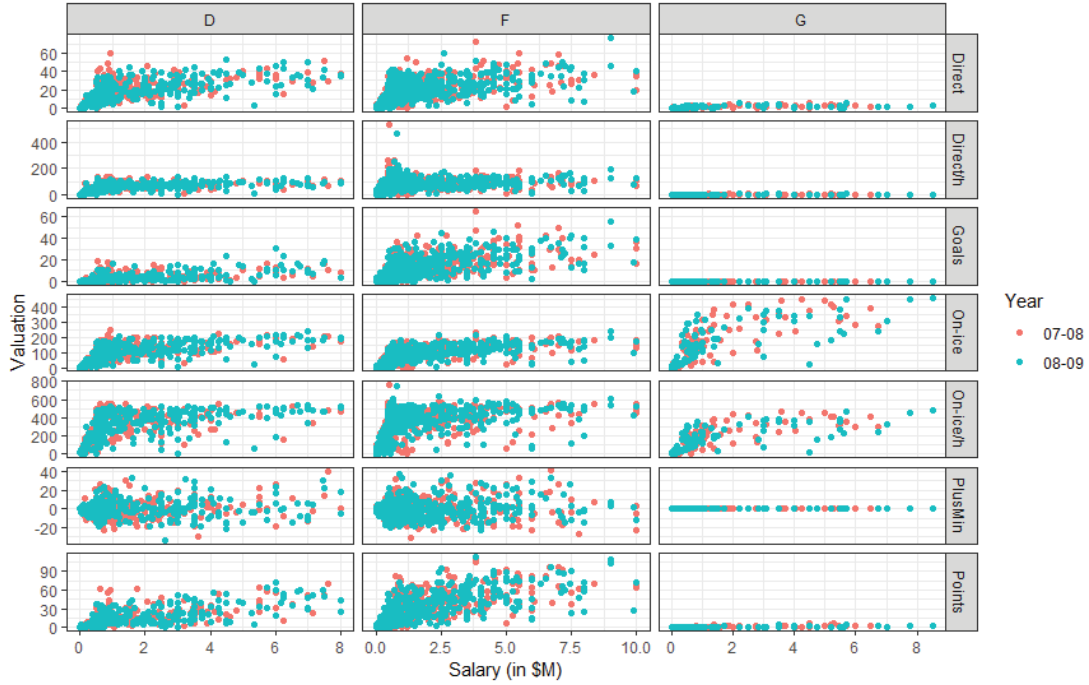 D F G
60
40
20
0
Direct
400
200
0
Direct/h
60
40
20
0
Goals
400
300
200
100
0
On-ice
800
600
400
200
0
On-ice/h
40
20
0
-20
PlusMin
90
60
30
0
Points
0 2 4 6 8 0.0 2.5 5.0 7.5 10.0 0 2 4 6 8
Salary (in $M)
Valuation
Year
07-08
08-09